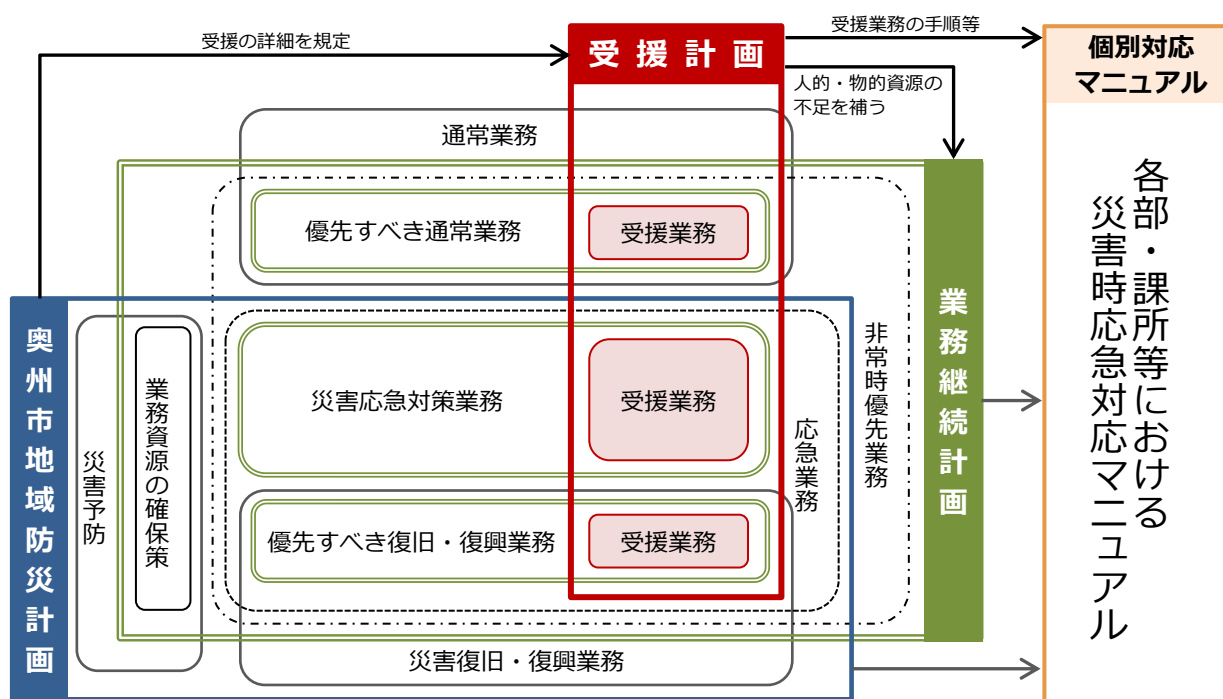 受援の詳細を規定
受援計画
受援業務の手順等
個別対応
マニュアル
人的・物的資源の
不足を補う
通常業務
優先すべき通常業務
受援業務
各部・課所等における
災害時応急対応マニュアル
奥州市地域防災計画
災害予防
業務資源の確保策
災害応急対策業務
受援業務
応急業務
非常時優先業務
業務継続計画
優先すべき復旧・復興業務
受援業務
災害復旧・復興業務